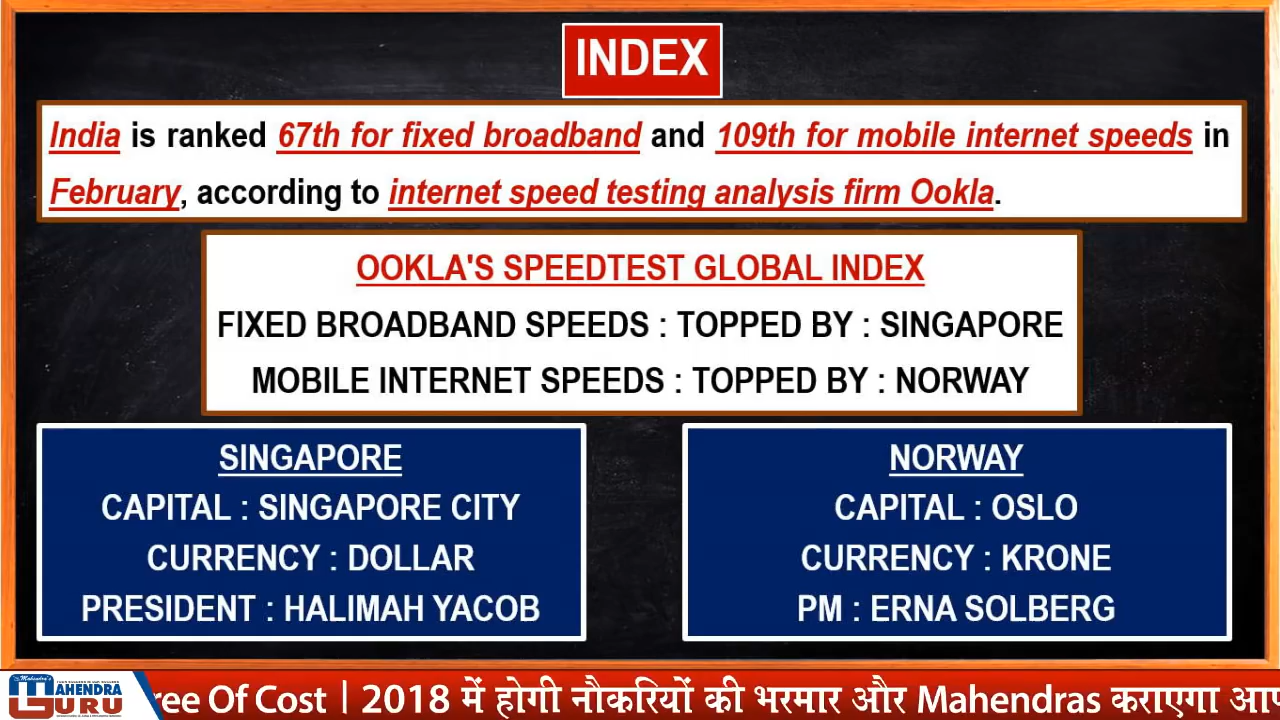 INDEX
India is ranked 67th for fixed broadband and 109th for mobile internet speeds in
February, according to internet speed testing analysis firm Ookla.
OOKLA'S SPEEDTEST GLOBAL INDEX
FIXED BROADBAND SPEEDS : TOPPED BY : SINGAPORE
MOBILE INTERNET SPEEDS : TOPPED BY : NORWAY
SINGAPORE
CAPITAL : SINGAPORE CITY
CURRENCY : DOLLAR
PRESIDENT : HALIMAH YACOB
NORWAY
CAPITAL : OSLO
CURRENCY : KRONE
PM : ERNA SOLBERG
Mahendra's
MAHENDRA
GURU
ree Of Cost | 2018 में होगी नौकरियों की भरमार और Mahendras कराएगा आप